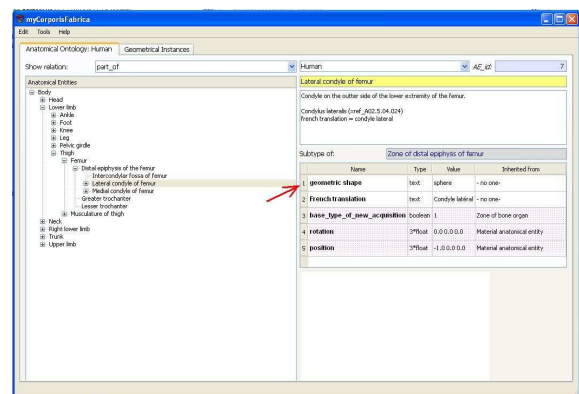 myCorporisFabrica
Edit Tools Help
Anatomical Ontology: Human Geometrical Instances
Show relation: part_of Human AE_id: 7
Anatomical Entities
Body
Head
Lower limb
Ankle
Foot
Knee
Leg
Pelvic girdle
Thigh
Femur
Distal epiphysis of the femur
Intercondylar fossa of femur
Lateral condyle of femur
Medial condyle of femur
Greater trochanter
Lesser trochanter
Musculature of thigh
Neck
Right lower limb
Trunk
Upper limb
Lateral condyle of femur
Condyle on the outter side of the lower extremity of the femur.
Condylus laterale (xref_A02.5.04.024)
french translation = condyle lateral
Subtype of: Zone of distal epiphysis of femur
Name Type Value Inherited from
1 geometric shape text sphere - no one-
2 French translation text Condyle latéral - no one-
3 base_type_of_new_acquisition boolean 1 Zone of bone organ
4 rotation 3*float 0.0 0.0 0.0 Material anatomical entity
5 position 3*float -1.0 0.0 0.0 Material anatomical entity